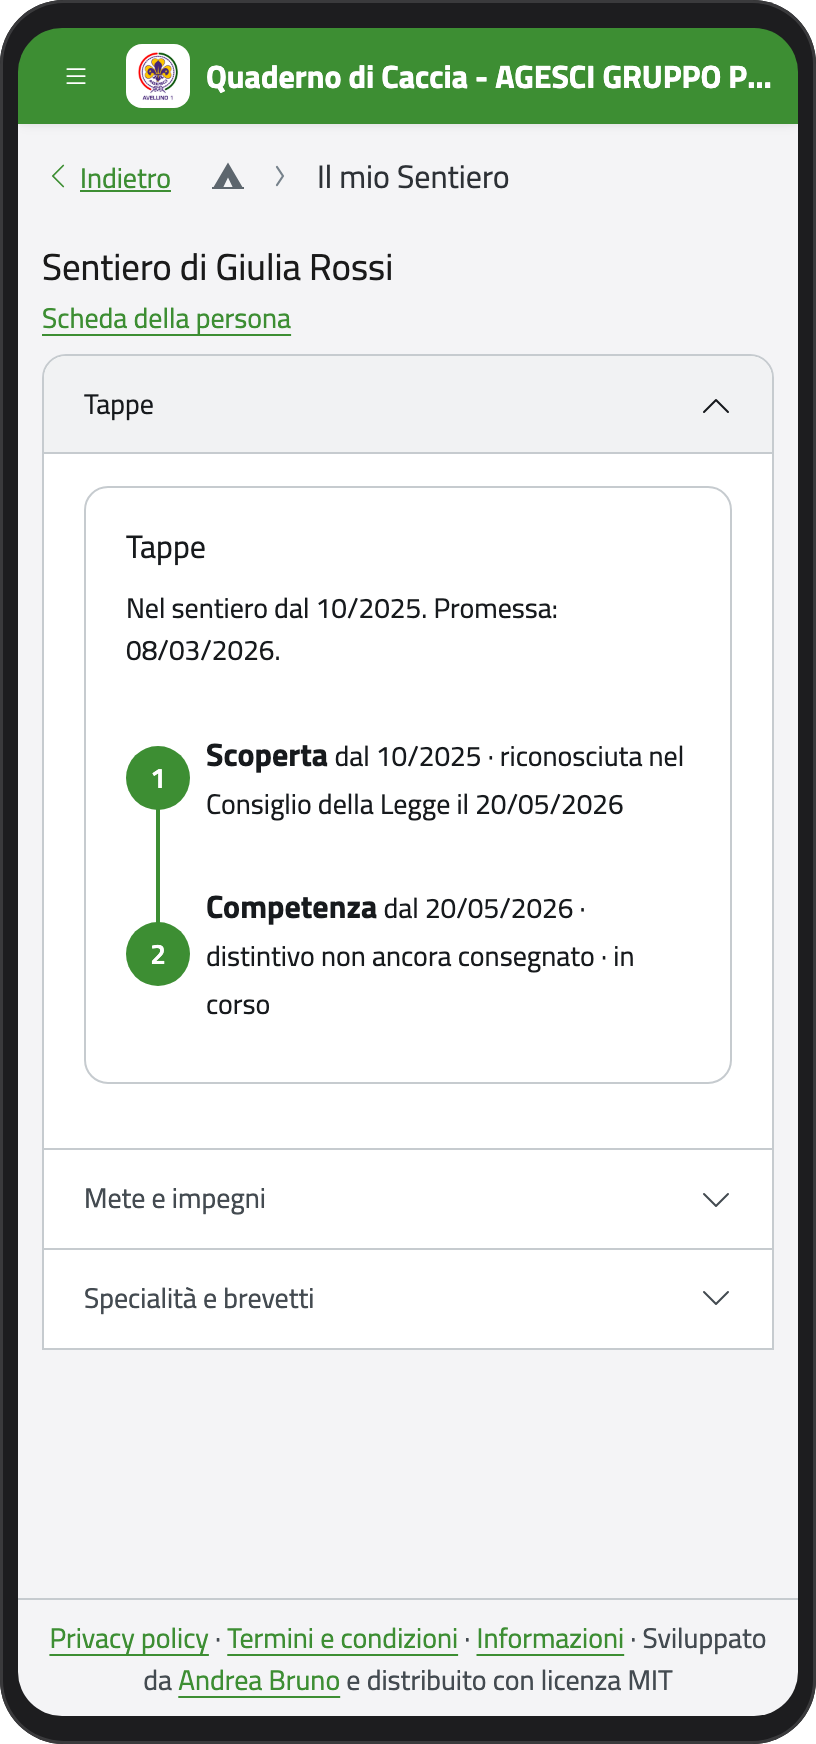 AVELLINO 1
Quaderno di Caccia - AGESCI GRUPPO P...
Indietro
Il mio Sentiero
Sentiero di Giulia Rossi
Scheda della persona
Tappe
Tappe
Nel sentiero dal 10/2025. Promessa:
08/03/2026.
1
Scoperta dal 10/2025 · riconosciuta nel
Consiglio della Legge il 20/05/2026
2
Competenza dal 20/05/2026 ·
distintivo non ancora consegnato · in
corso
Mete e impegni
Specialità e brevetti
Privacy policy · Termini e condizioni · Informazioni · Sviluppato
da Andrea Bruno e distribuito con licenza MIT